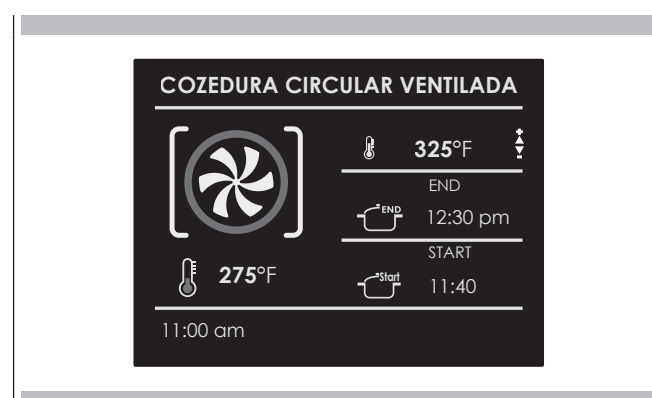 COZEDURA CIRCULAR VENTILADA
325°F
END
END
12:30 pm
START
Start
11:40
275°F
11:00 am